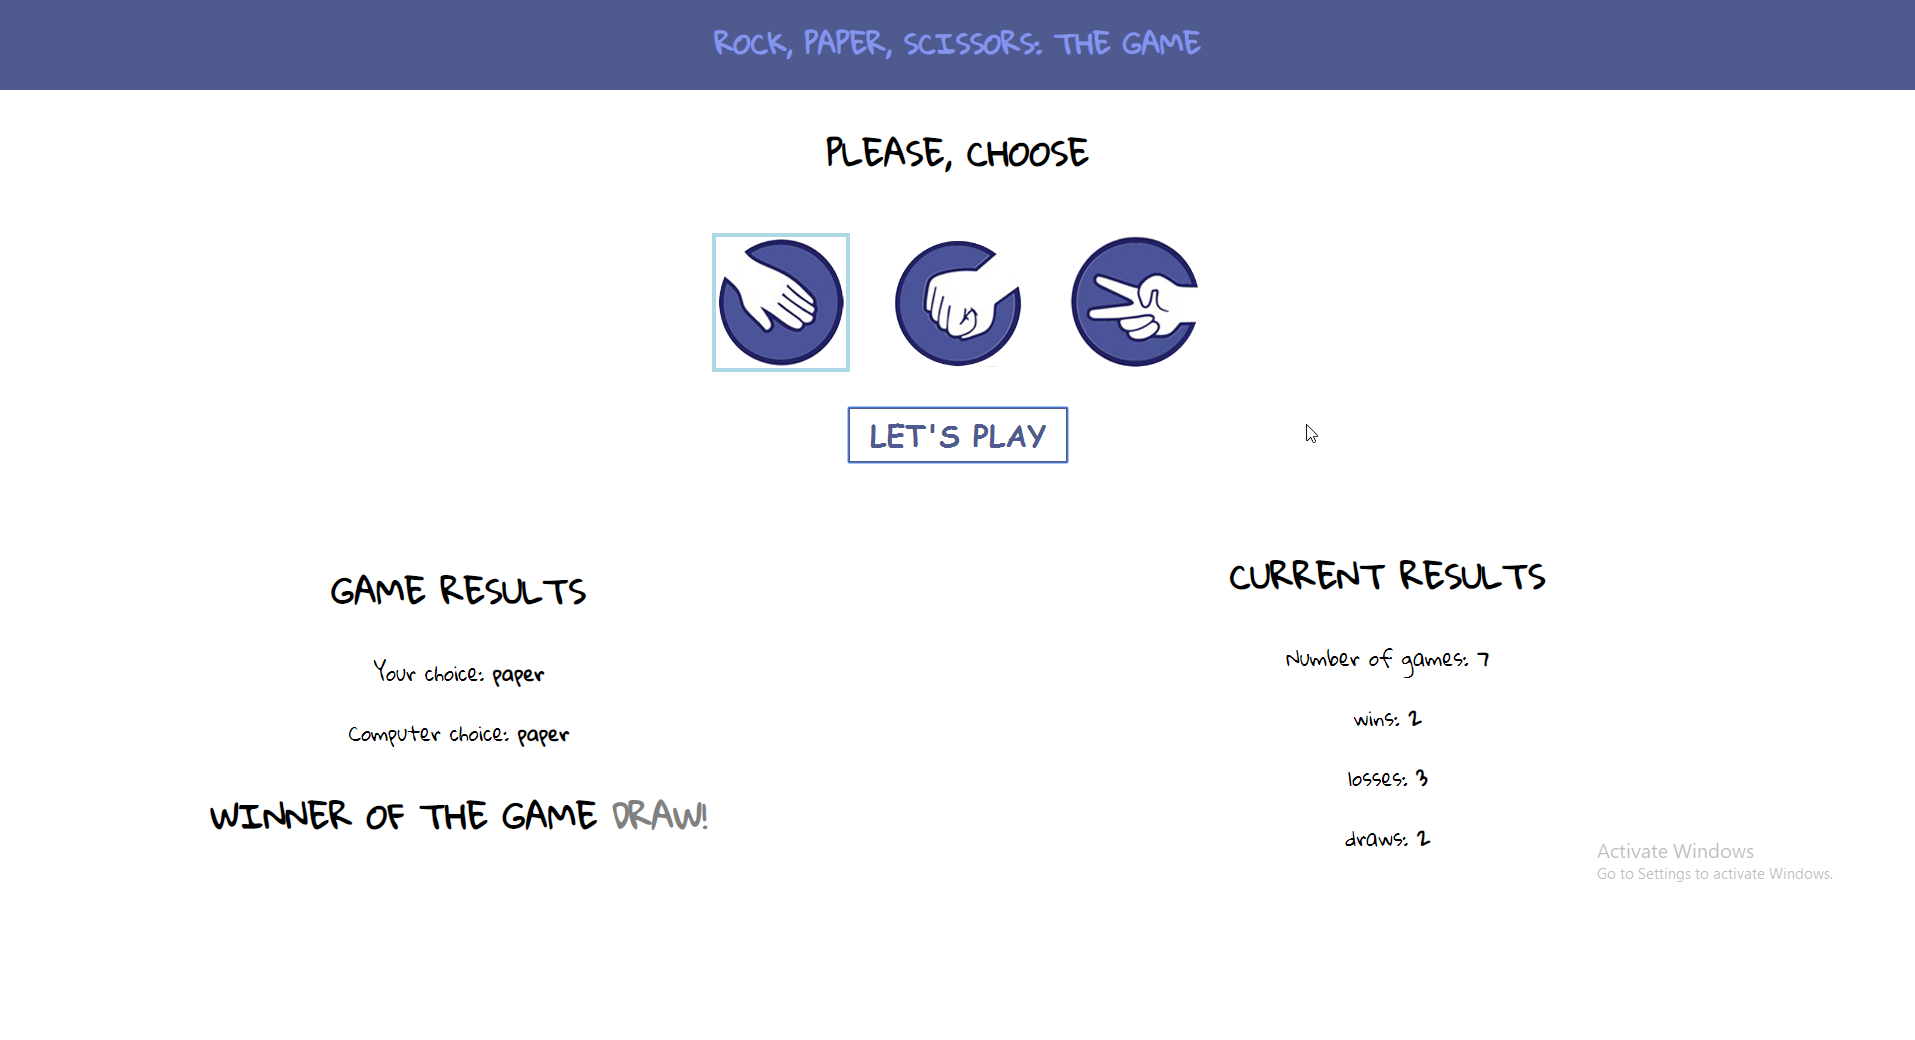 ROCK, PAPER, SCISSORS: THE GAME
PLEASE, CHOOSE
LET'S PLAY
GAME RESULTS
Your choice: paper
Computer choice: paper
WINNER OF THE GAME DRAW!
CURRENT RESULTS
Number of games: 7
wins: 2
losses: 3
draws: 2
Activate Windows
Go to Settings to activate Windows.